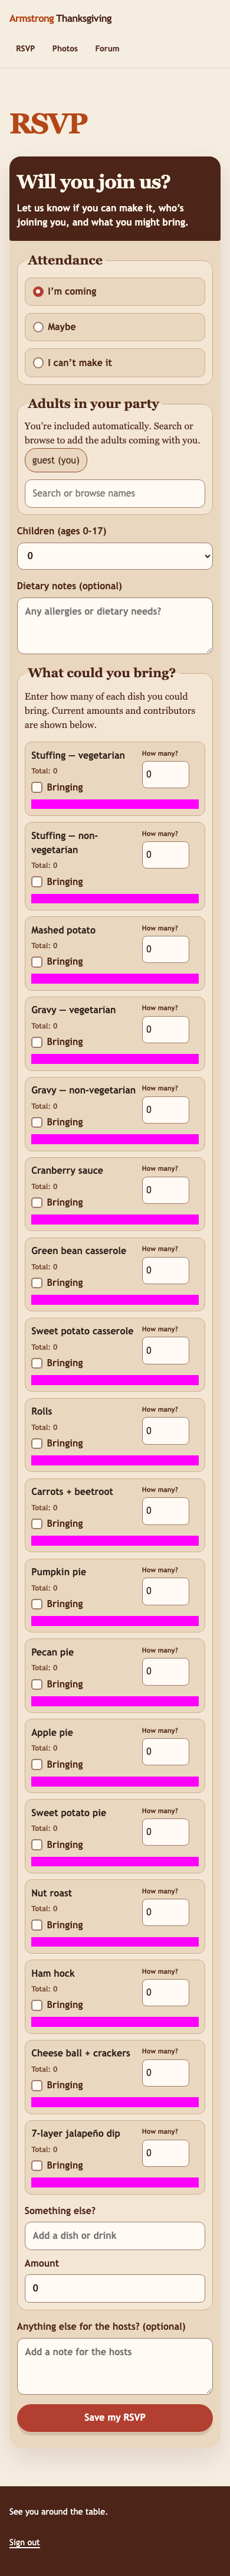 Armstrong Thanksgiving
RSVP Photos Forum
RSVP
Will you join us?
Let us know if you can make it, who's
joining you, and what you might bring.
Attendance
I'm coming
Maybe
I can't make it
Adults in your party
You're included automatically. Search or
browse to add the adults coming with you.
guest (you)
Search or browse names
Children (ages 0–17)
0
Dietary notes (optional)
Any allergies or dietary needs?
What could you bring?
Enter how many of each dish you could
bring. Current amounts and contributors
are shown below.
Stuffing — vegetarian
How many?
Total: 0
0
Bringing
Stuffing — non-
vegetarian
How many?
Total: 0
0
Bringing
Mashed potato
How many?
Total: 0
0
Bringing
Gravy — vegetarian
How many?
Total: 0
0
Bringing
Gravy — non-vegetarian
How many?
Total: 0
0
Bringing
Cranberry sauce
How many?
Total: 0
0
Bringing
Green bean casserole
How many?
Total: 0
0
Bringing
Sweet potato casserole
How many?
Total: 0
0
Bringing
Rolls
How many?
Total: 0
0
Bringing
Carrots + beetroot
How many?
Total: 0
0
Bringing
Pumpkin pie
How many?
Total: 0
0
Bringing
Pecan pie
How many?
Total: 0
0
Bringing
Apple pie
How many?
Total: 0
0
Bringing
Sweet potato pie
How many?
Total: 0
0
Bringing
Nut roast
How many?
Total: 0
0
Bringing
Ham hock
How many?
Total: 0
0
Bringing
Cheese ball + crackers
How many?
Total: 0
0
Bringing
7-layer jalapeño dip
How many?
Total: 0
0
Bringing
Something else?
Add a dish or drink
Amount
0
Anything else for the hosts? (optional)
Add a note for the hosts
Save my RSVP
See you around the table.
Sign out